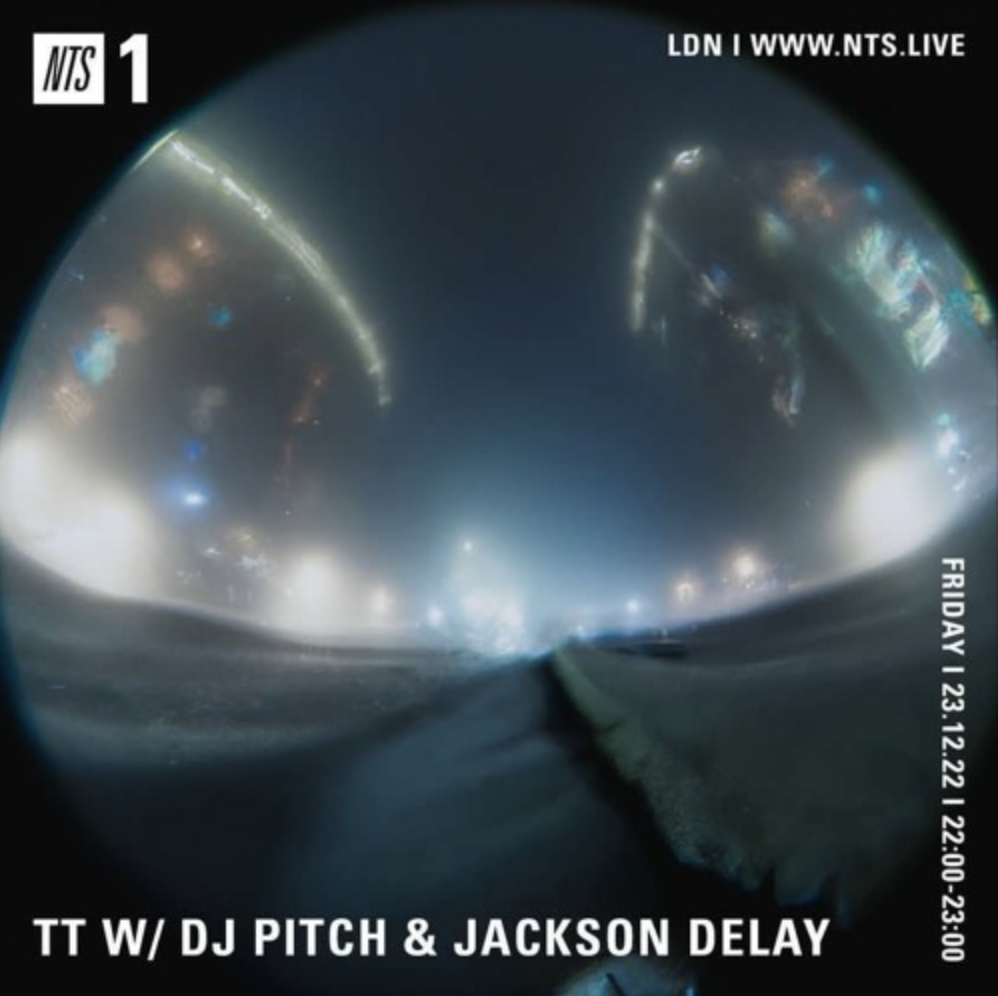 NTS 1
LDN | WWW.NTS.LIVE
FRIDAY | 23.12.22 | 22:00-23:00
TT W/ DJ PITCH & JACKSON DELAY